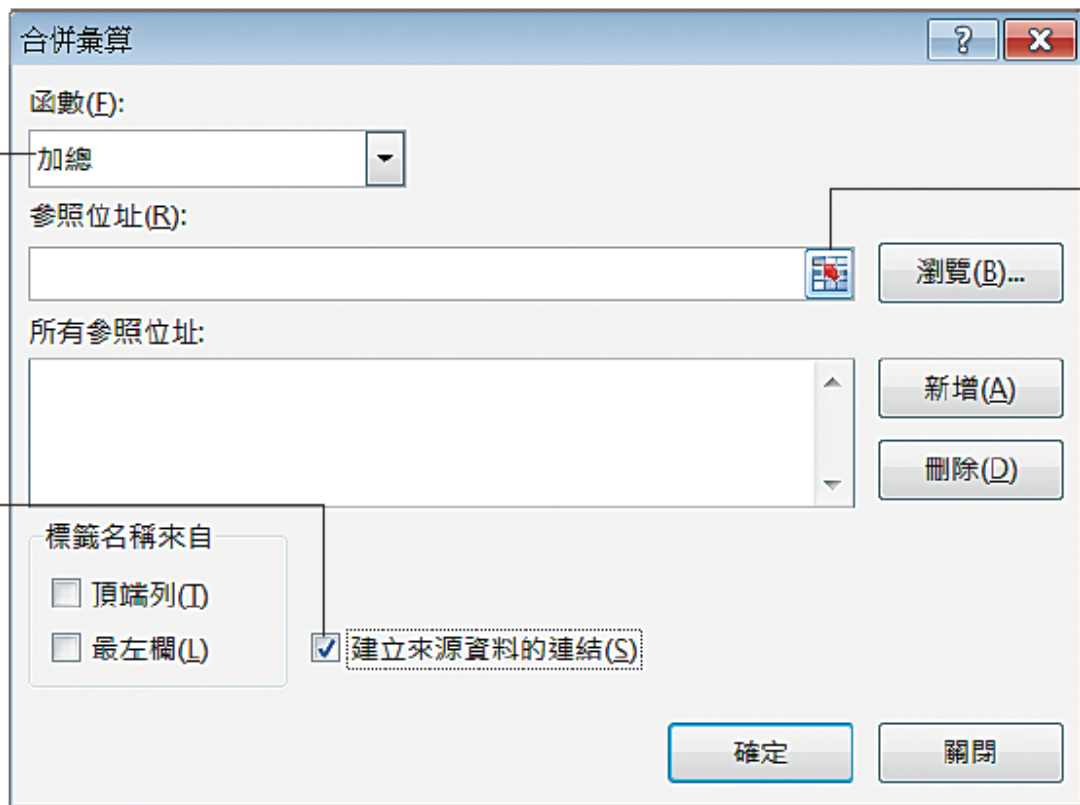 合併彙算
函數(F):
加總
參照位址(R):
瀏覽(B)...
所有參照位址:
新增(A)
刪除(D)
標籤名稱來自
頂端列(T)
最左欄(L)
建立來源資料的連結(S)
確定
關閉